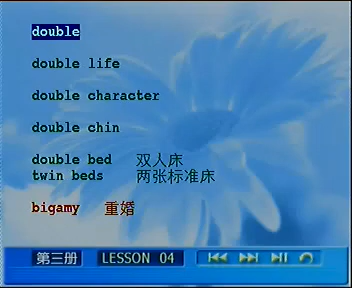 double
double life
double character
double chin
double bed 双人床
twin beds 两张标准床
bigamy 重婚
第三册 LESSON 04